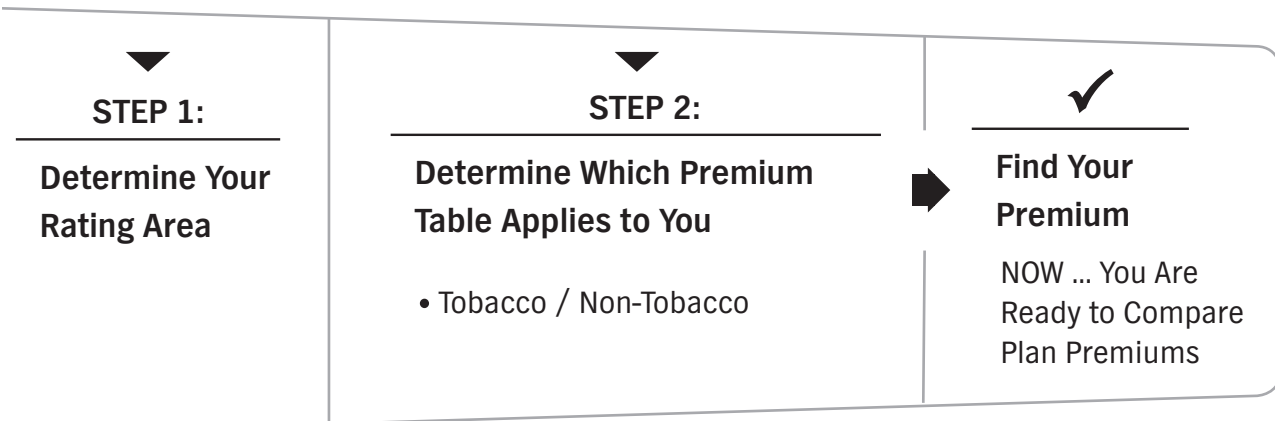 STEP 1:
Determine Your
Rating Area
STEP 2:
Determine Which Premium
Table Applies to You
• Tobacco / Non-Tobacco
Find Your
Premium
NOW ... You Are
Ready to Compare
Plan Premiums